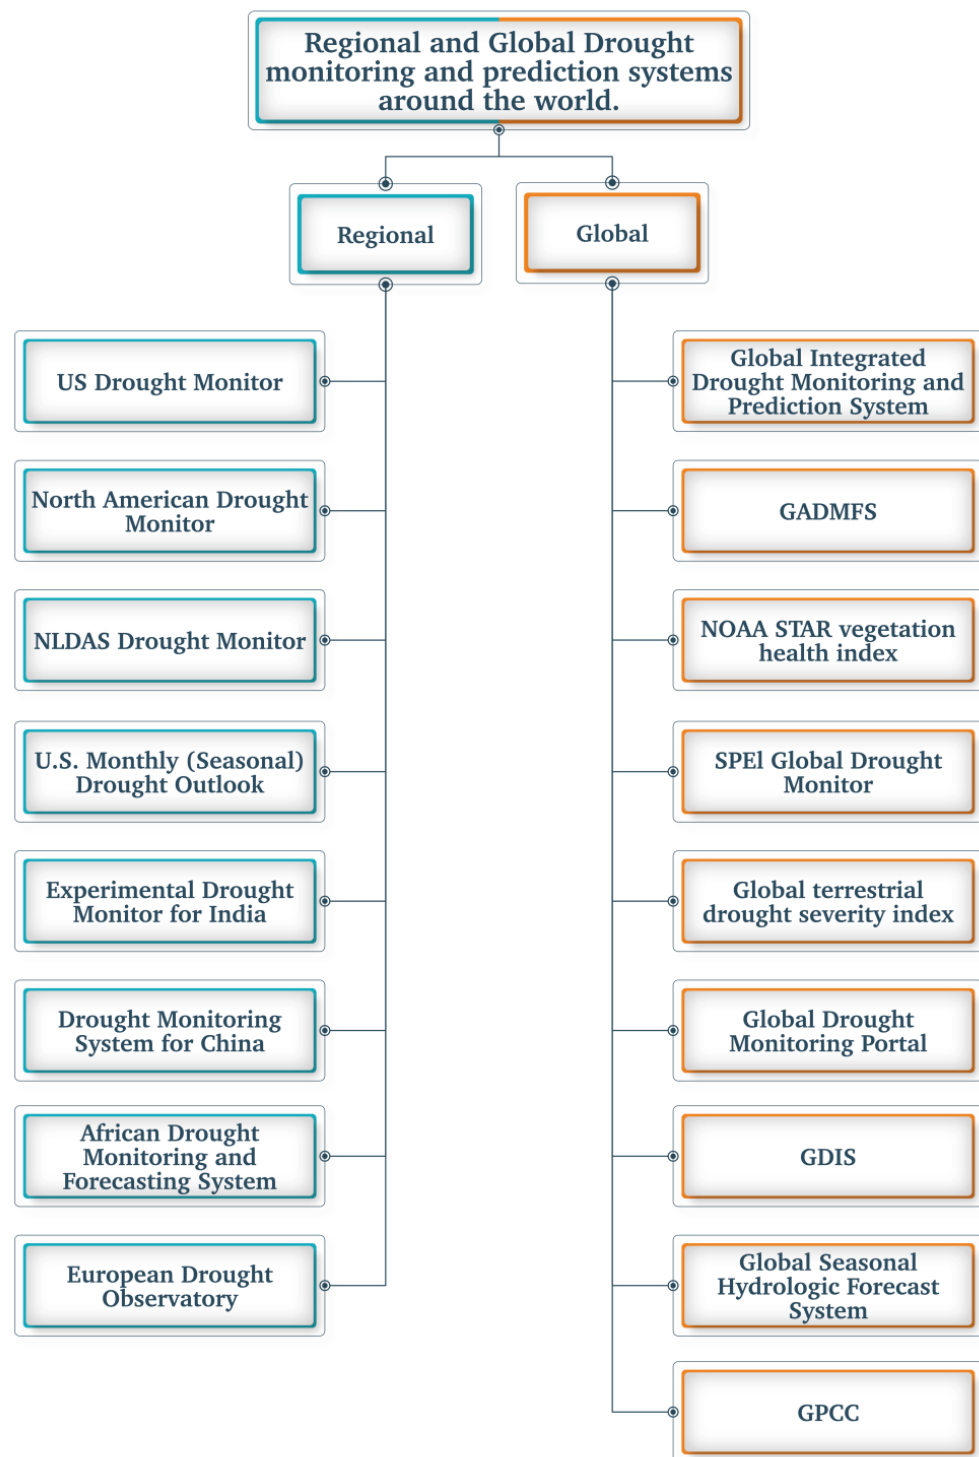 Regional and Global Drought
monitoring and prediction systems
around the world.
Regional
Global
US Drought Monitor
North American Drought
Monitor
NLDAS Drought Monitor
U.S. Monthly (Seasonal)
Drought Outlook
Experimental Drought
Monitor for India
Drought Monitoring
System for China
African Drought
Monitoring and
Forecasting System
European Drought
Observatory
Global Integrated
Drought Monitoring and
Prediction System
GADMFS
NOAA STAR vegetation
health index
SPEl Global Drought
Monitor
Global terrestrial
drought severity index
Global Drought
Monitoring Portal
GDIS
Global Seasonal
Hydrologic Forecast
System
GPCC